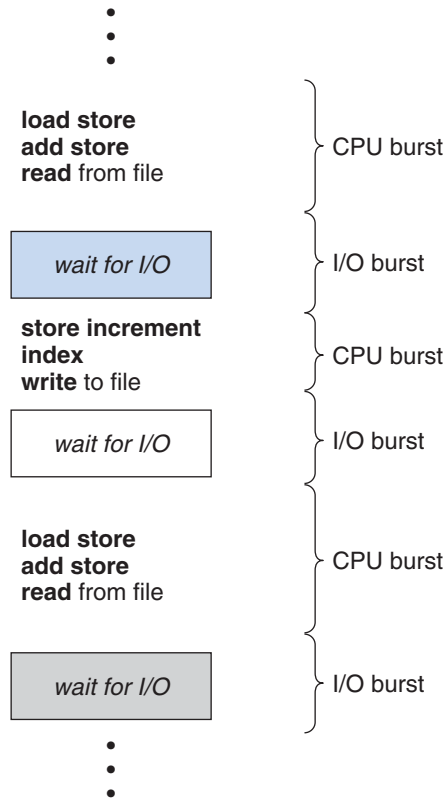 load store
add store
read from file
CPU burst
wait for I/O
I/O burst
store increment
index
write to file
CPU burst
wait for I/O
I/O burst
load store
add store
read from file
CPU burst
wait for I/O
I/O burst